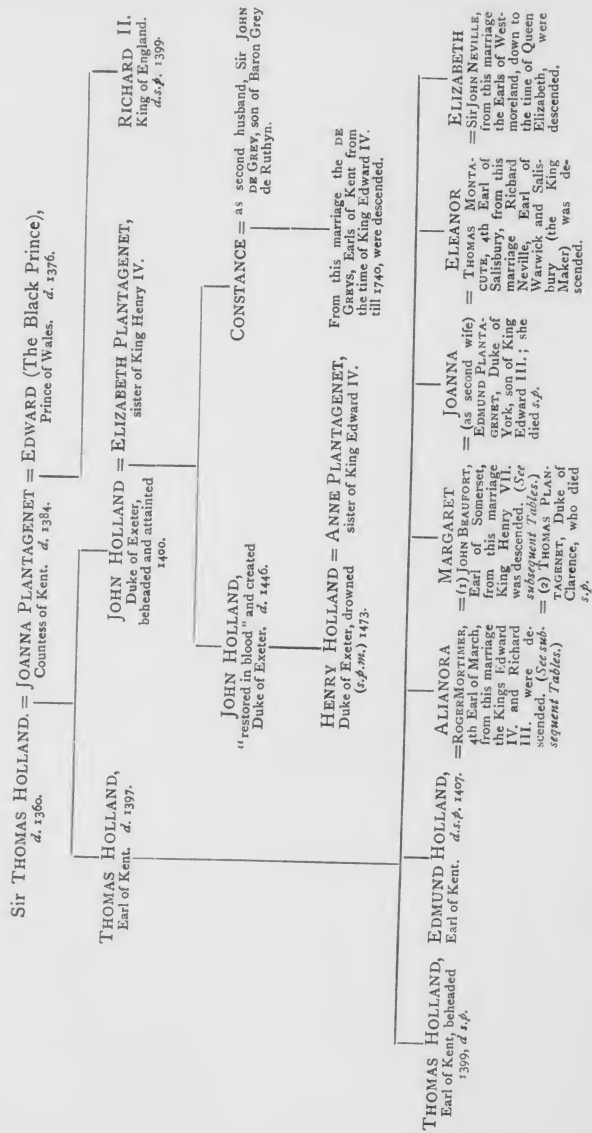 Sir THOMAS HOLLAND. = JOANNA PLANTAGENET = EDWARD (The Black Prince),
d. 1360.
Countess of Kent. d. 1384.
Prince of Wales. d. 1376.
THOMAS HOLLAND,
Earl of Kent. d. 1397.
JOHN HOLLAND = ELIZABETH PLANTAGENET,
Duke of Exeter,
beheaded and attainted
1400.
sister of King Henry IV.
RICHARD II.
King of England.
d.s.p. 1399.
JOHN HOLLAND,
"restored in blood" and created
Duke of Exeter. d. 1446.
CONSTANCE = as second husband, Sir JOHN
DE GREY, son of Baron Grey
de Ruthyn.
HENRY HOLLAND = ANNE PLANTAGENET,
Duke of Exeter, drowned
(s.p.m.) 1473.
sister of King Edward IV.
From this marriage the DE
GREYS, Earls of Kent from
the time of King Edward IV.
till 1740, were descended.
THOMAS HOLLAND,
Earl of Kent, beheaded
1399, d s.p.
EDMUND HOLLAND,
Earl of Kent. d.s.p. 1407.
ALIANORA
=ROGER MORTIMER,
4th Earl of March,
from this marriage
the Kings Edward
IV. and Richard
III. were de-
scended. (See sub-
sequent Tables.)
MARGARET
= (1) JOHN BEAUFORT,
Earl of Somerset,
from this marriage
King Henry VII.
was descended. (See
subsequent Tables.)
= (2) THOMAS PLAN-
TAGENET, Duke of
Clarence, who died
s.p.
JOANNA
= (as second wife)
EDMUND PLANTA-
GENET, Duke of
York, son of King
Edward III.; she
died s.p.
ELEANOR
= THOMAS MONTA-
CUTE, 4th Earl of
Salisbury, from this
marriage Richard
Neville, Earl of
Warwick and Salis-
bury (the King
Maker) was de-
scended.
ELIZABETH
= Sir JOHN NEVILLE,
from this marriage
the Earls of West-
moreland, down to
the time of Queen
Elizabeth, were
descended.